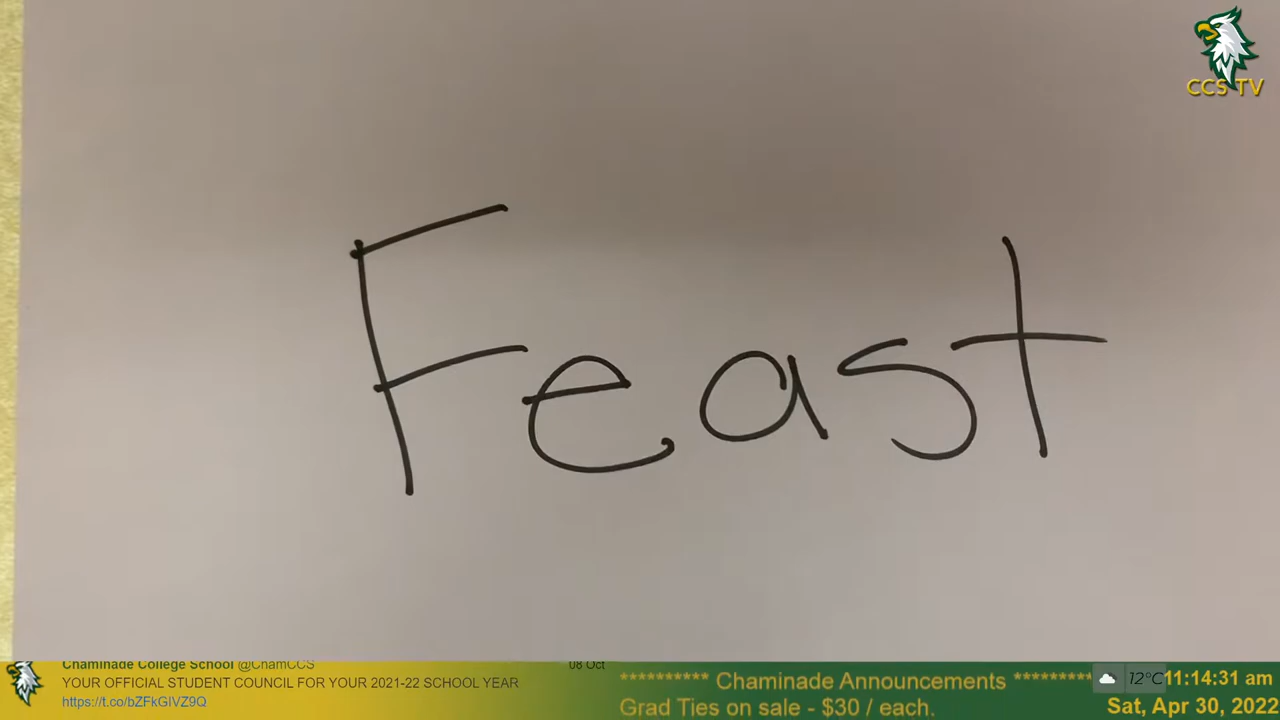 CCS TV
Feast
Chaminade College School @ChamCCS 08 Oct
YOUR OFFICIAL STUDENT COUNCIL FOR YOUR 2021-22 SCHOOL YEAR
https://t.co/bZFkGIVZ9Q
********** Chaminade Announcements **********
Grad Ties on sale - $30 / each.
12°C 11:14:31 am
Sat, Apr 30, 2022